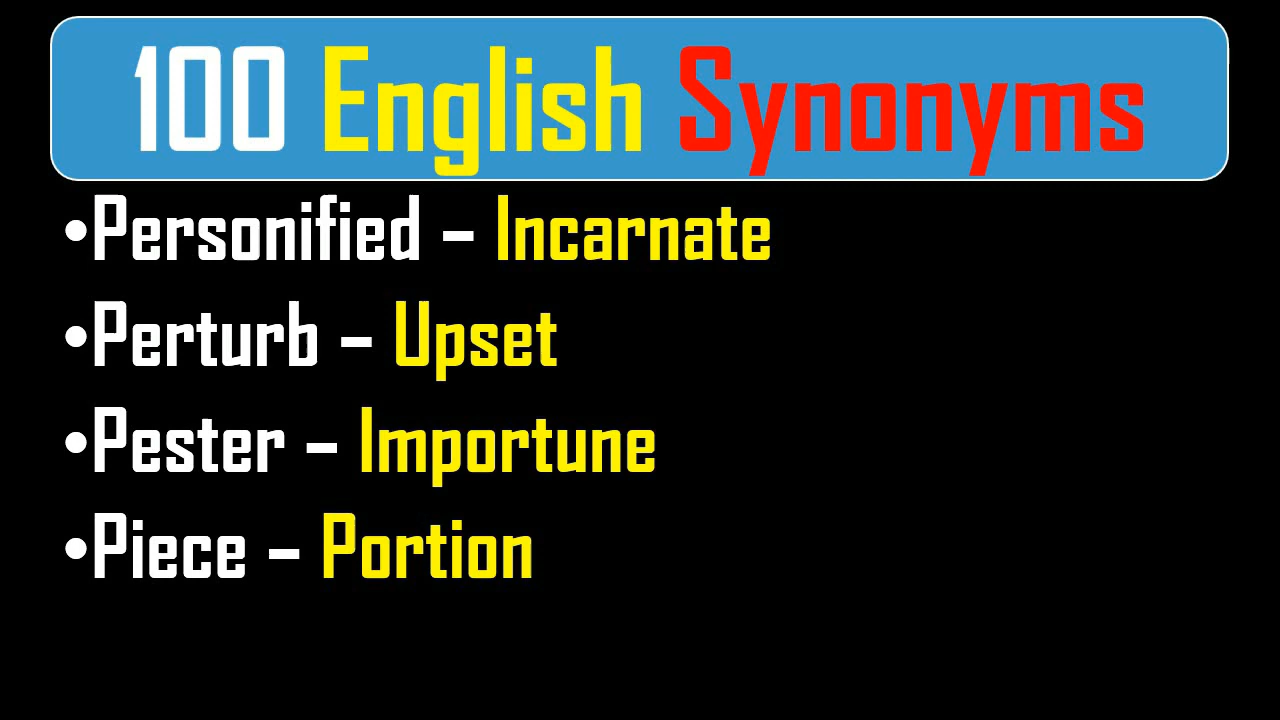 100 English Synonyms
•Personified – Incarnate
•Perturb – Upset
•Pester – Importune
•Piece – Portion